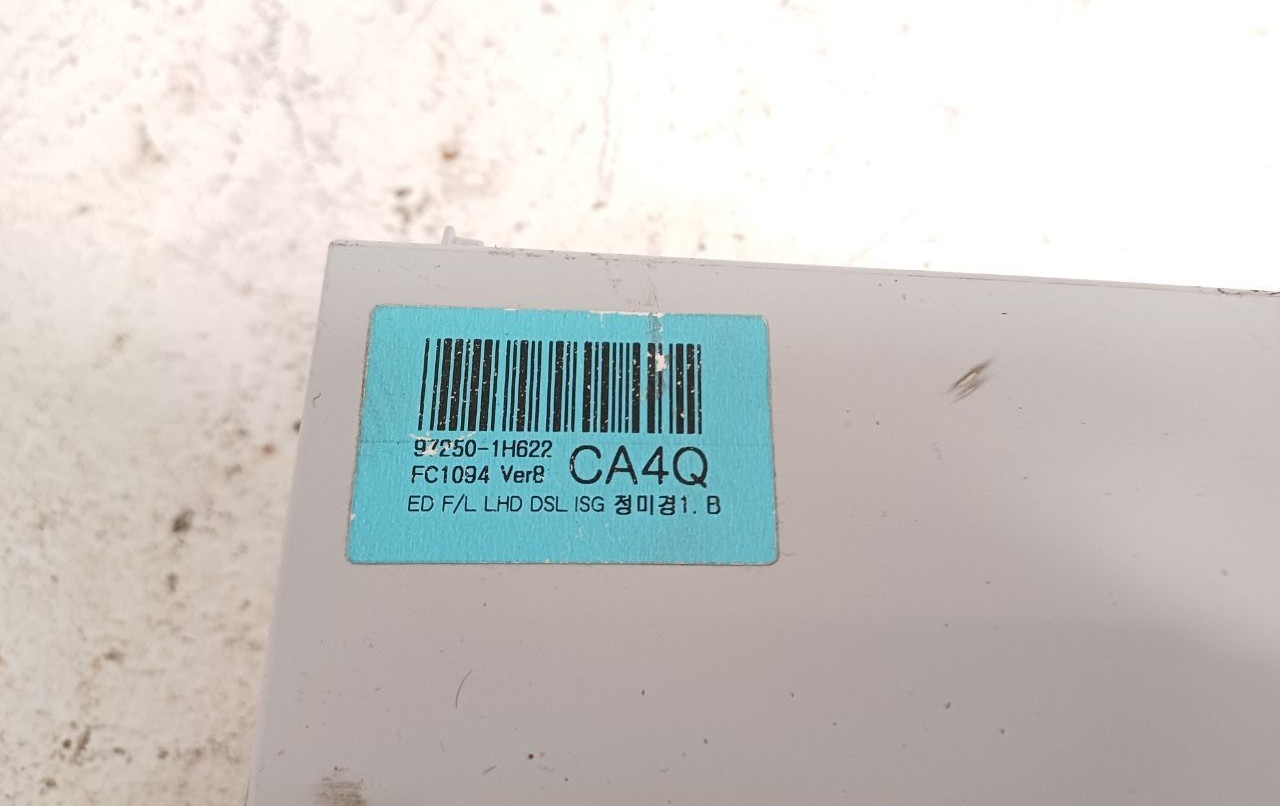 97250-1H622
FC1094 Ver8 CA4Q
ED F/L LHD DSL ISG 정미경1. B